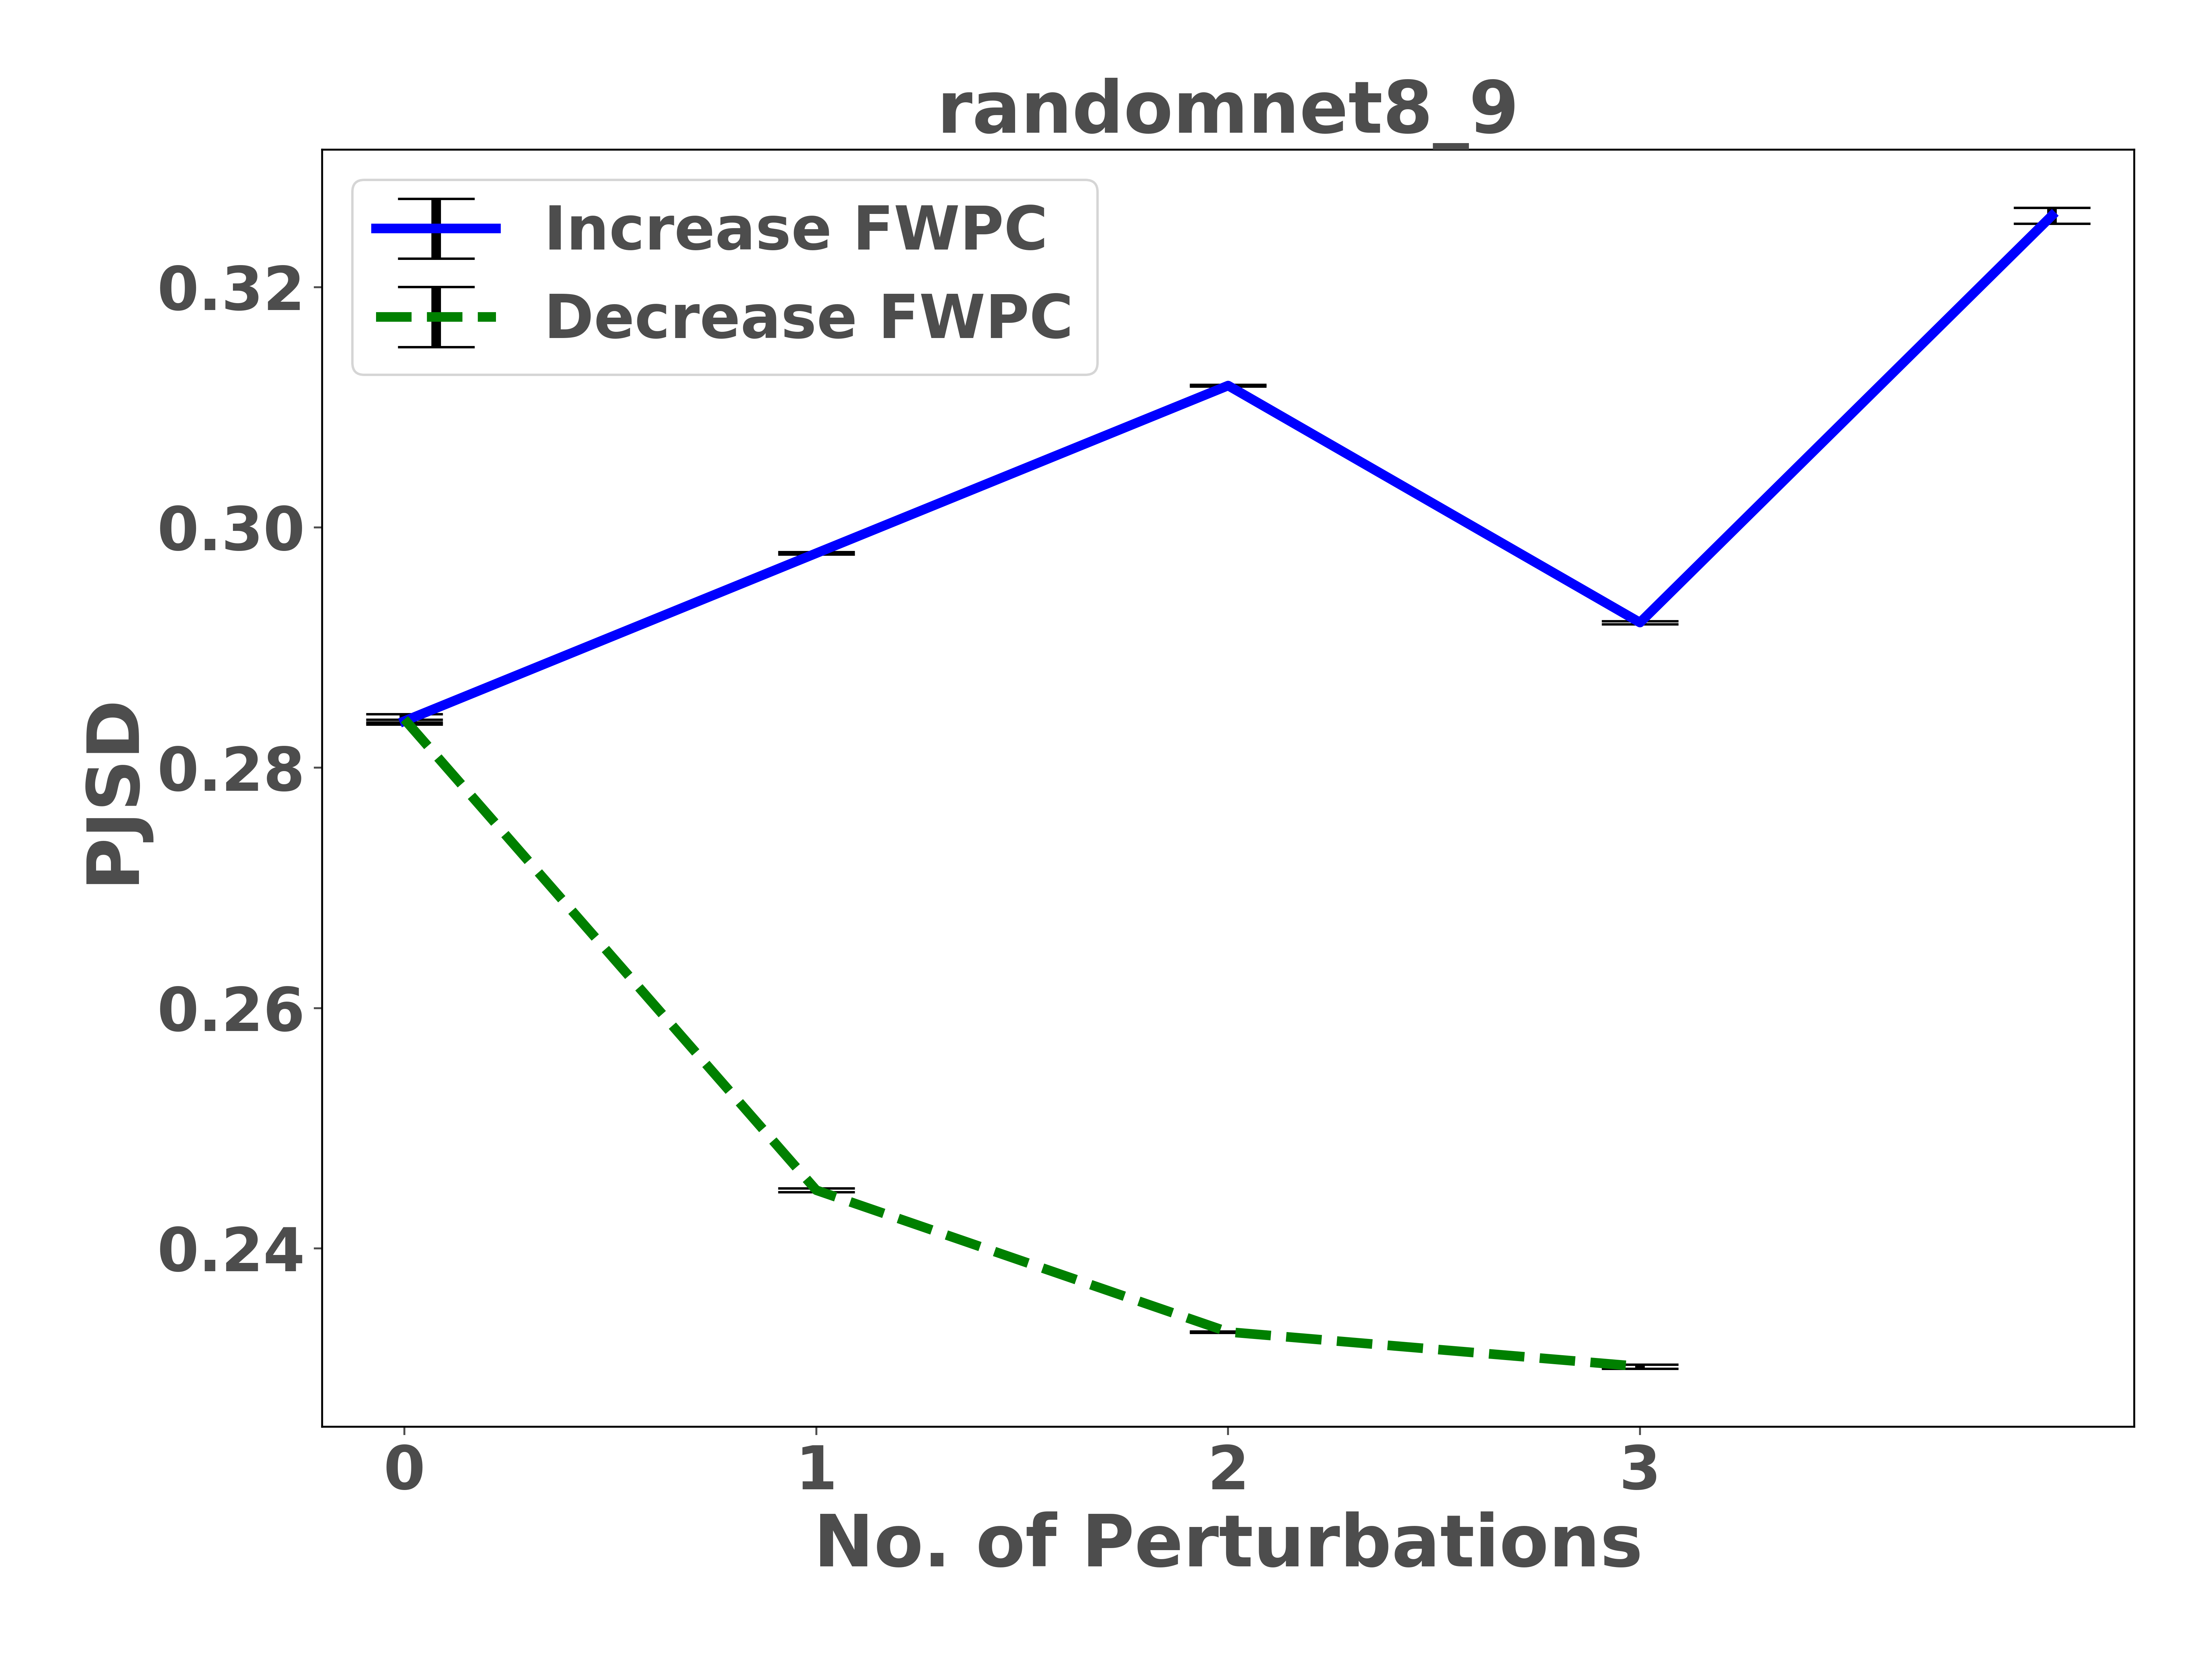 randomnet8_9
Increase FWPC
Decrease FWPC
0.32
0.30
0.28
0.26
0.24
PJSD
0 1 2 3
No. of Perturbations